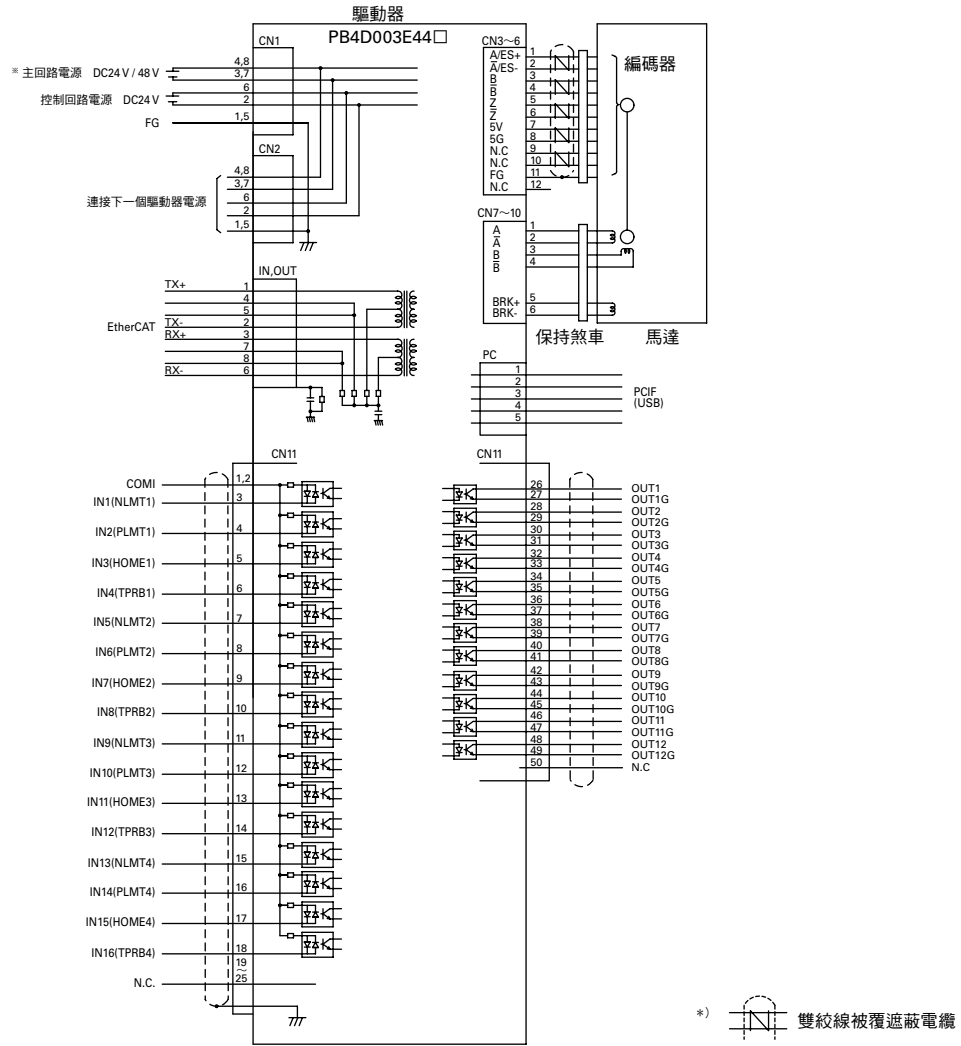 驅動器
PB4D003E44□
CN1
4,8
3,7
6
2
1,5
※主回路電源 DC24V / 48V
控制回路電源 DC24V
FG
CN2
4,8
3,7
6
2
1,5
連接下一個驅動器電源
IN,OUT
TX+ 1
4
5
TX- 2
EtherCAT
RX+ 3
7
8
RX- 6
CN3～6
A/ES+ 1
A̅/ES- 2
B 3
B̅ 4
Z 5
Z̅ 6
5V 7
5G 8
N.C 9
N.C 10
FG 11
N.C 12
編碼器
CN7～10
A 1
A̅ 2
B 3
B̅ 4
BRK+ 5
BRK- 6
保持煞車
馬達
PC
1
2
3
4
5
PCIF
(USB)
CN11
COMI 1,2
IN1(NLMT1) 3
IN2(PLMT1) 4
IN3(HOME1) 5
IN4(TPRB1) 6
IN5(NLMT2) 7
IN6(PLMT2) 8
IN7(HOME2) 9
IN8(TPRB2) 10
IN9(NLMT3) 11
IN10(PLMT3) 12
IN11(HOME3) 13
IN12(TPRB3) 14
IN13(NLMT4) 15
IN14(PLMT4) 16
IN15(HOME4) 17
IN16(TPRB4) 18
19
～
N.C. 25
CN11
26 OUT1
27 OUT1G
28 OUT2
29 OUT2G
30 OUT3
31 OUT3G
32 OUT4
33 OUT4G
34 OUT5
35 OUT5G
36 OUT6
37 OUT6G
38 OUT7
39 OUT7G
40 OUT8
41 OUT8G
42 OUT9
43 OUT9G
44 OUT10
45 OUT10G
46 OUT11
47 OUT11G
48 OUT12
49 OUT12G
50 N.C
*) 雙絞線被覆遮蔽電纜